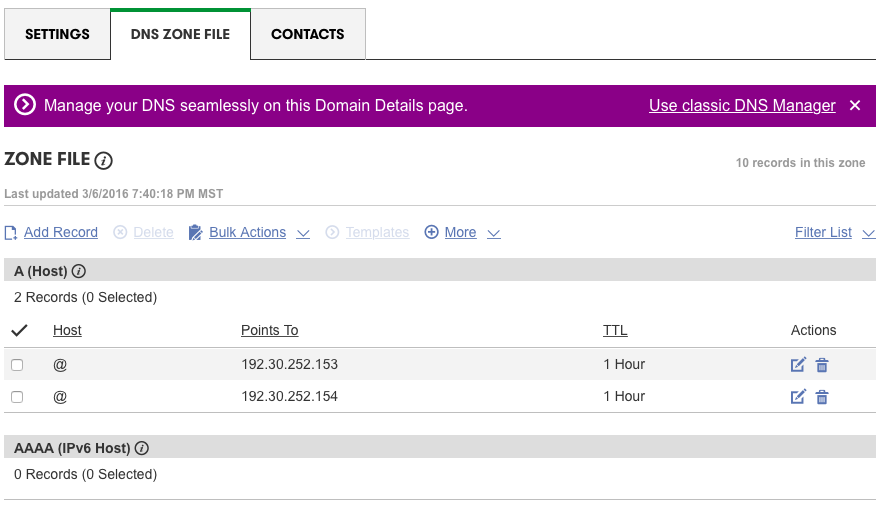 SETTINGS DNS ZONE FILE CONTACTS
Manage your DNS seamlessly on this Domain Details page. Use classic DNS Manager ×
ZONE FILE i
10 records in this zone
Last updated 3/6/2016 7:40:18 PM MST
Add Record Delete Bulk Actions Templates More Filter List
A (Host) i
2 Records (0 Selected)
Host Points To TTL Actions
@ 192.30.252.153 1 Hour
@ 192.30.252.154 1 Hour
AAAA (IPv6 Host) i
0 Records (0 Selected)